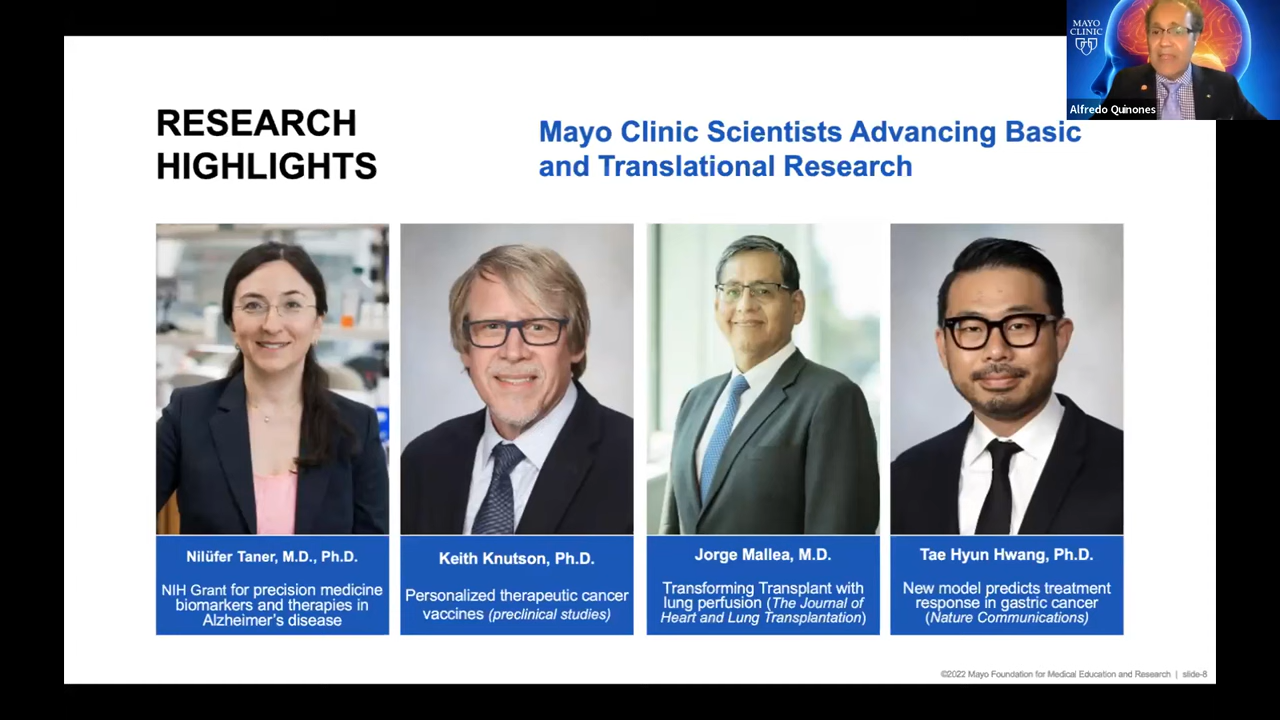 MAYO
CLINIC
Alfredo Quinones
RESEARCH
HIGHLIGHTS
Mayo Clinic Scientists Advancing Basic
and Translational Research
Nilüfer Taner, M.D., Ph.D.
NIH Grant for precision medicine
biomarkers and therapies in
Alzheimer's disease
Keith Knutson, Ph.D.
Personalized therapeutic cancer
vaccines (preclinical studies)
Jorge Mallea, M.D.
Transforming Transplant with
lung perfusion (The Journal of
Heart and Lung Transplantation)
Tae Hyun Hwang, Ph.D.
New model predicts treatment
response in gastric cancer
(Nature Communications)
©2022 Mayo Foundation for Medical Education and Research | slide-8